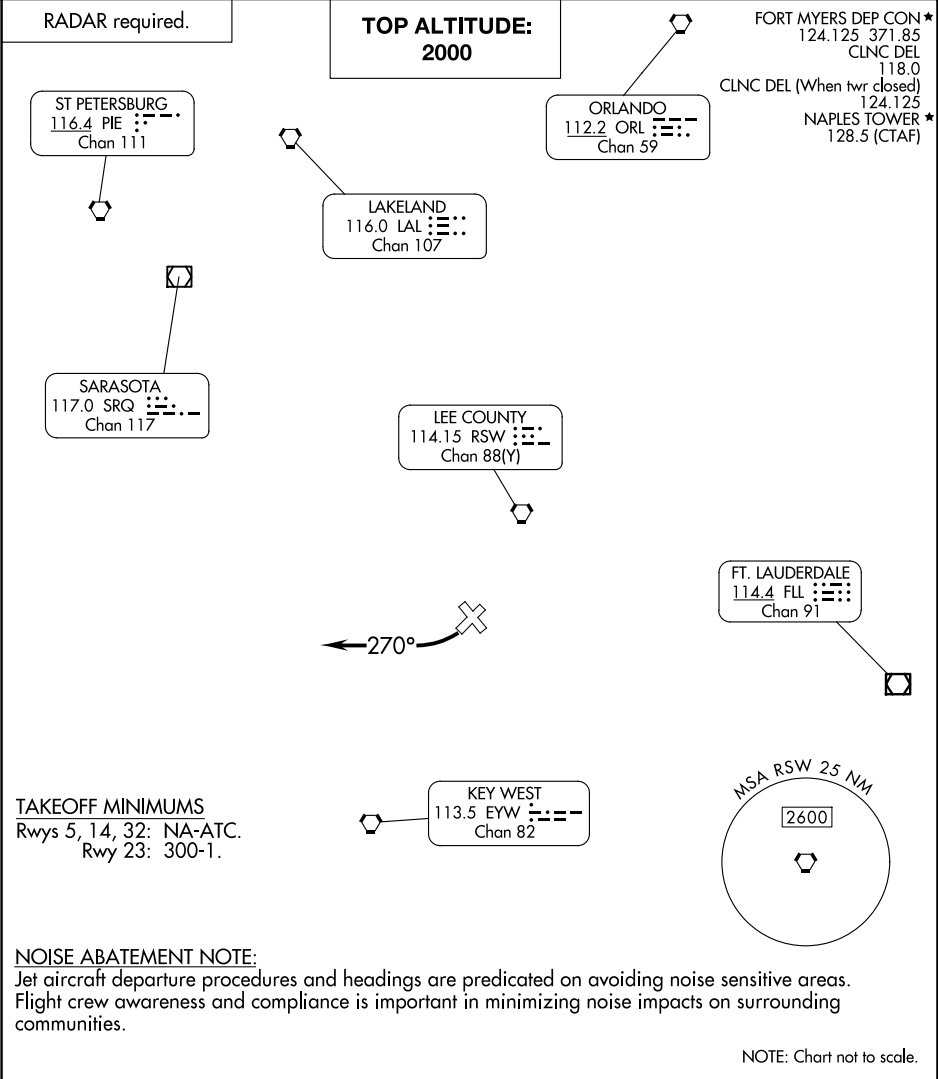 RADAR required.
TOP ALTITUDE:
2000
FORT MYERS DEP CON ★
124.125 371.85
CLNC DEL
118.0
CLNC DEL (When twr closed)
124.125
NAPLES TOWER ★
128.5 (CTAF)
ST PETERSBURG
116.4 PIE
Chan 111
ORLANDO
112.2 ORL
Chan 59
LAKELAND
116.0 LAL
Chan 107
SARASOTA
117.0 SRQ
Chan 117
LEE COUNTY
114.15 RSW
Chan 88(Y)
FT. LAUDERDALE
114.4 FLL
Chan 91
270°
KEY WEST
113.5 EYW
Chan 82
MSA RSW 25 NM
2600
TAKEOFF MINIMUMS
Rwys 5, 14, 32: NA-ATC.
Rwy 23: 300-1.
NOISE ABATEMENT NOTE:
Jet aircraft departure procedures and headings are predicated on avoiding noise sensitive areas.
Flight crew awareness and compliance is important in minimizing noise impacts on surrounding
communities.
NOTE: Chart not to scale.